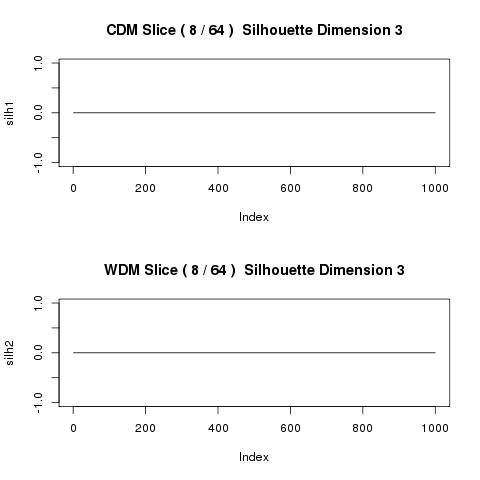 CDM Slice ( 8 / 64 )  Silhouette Dimension 3
silh1
1.0
0.0
-1.0
0 200 400 600 800 1000
Index
WDM Slice ( 8 / 64 )  Silhouette Dimension 3
silh2
1.0
0.0
-1.0
0 200 400 600 800 1000
Index